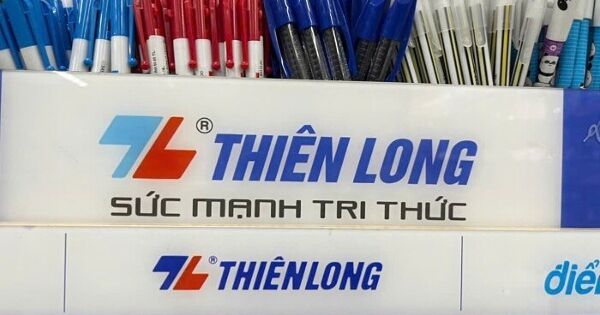 ® THIÊN LONG
SỨC MẠNH TRI THỨC
® THIÊNLONG
điể